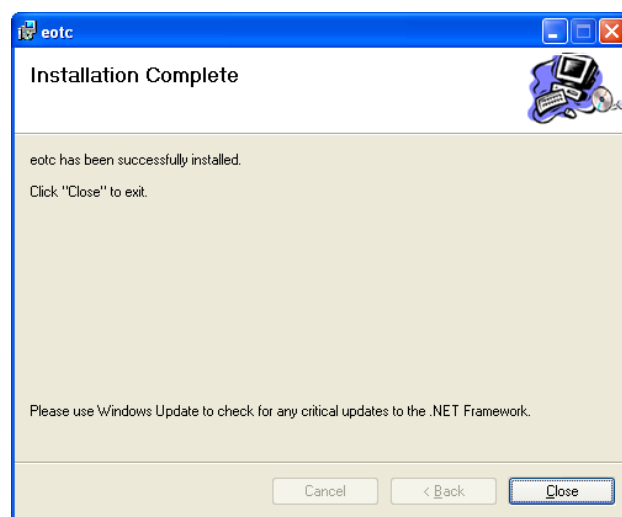 eotc
Installation Complete
eotc has been successfully installed.
Click "Close" to exit.
Please use Windows Update to check for any critical updates to the .NET Framework.
Cancel
< Back
Close